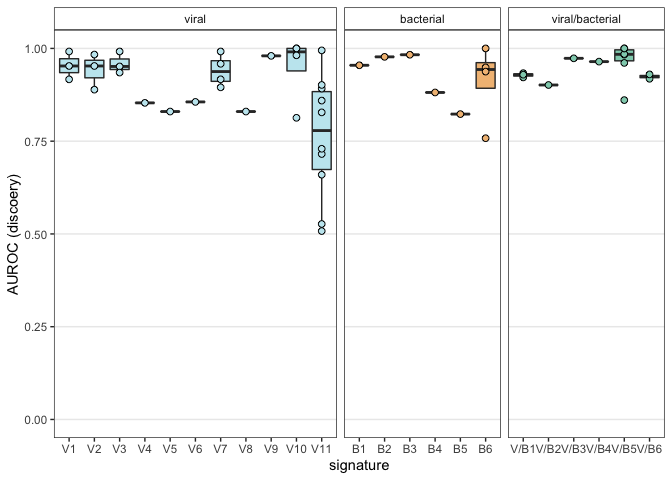 viral
bacterial
viral/bacterial
AUROC (discoery)
1.00
0.75
0.50
0.25
0.00
V1 V2 V3 V4 V5 V6 V7 V8 V9 V10 V11
B1 B2 B3 B4 B5 B6
V/B1V/B2V/B3V/B4V/B5V/B6
signature